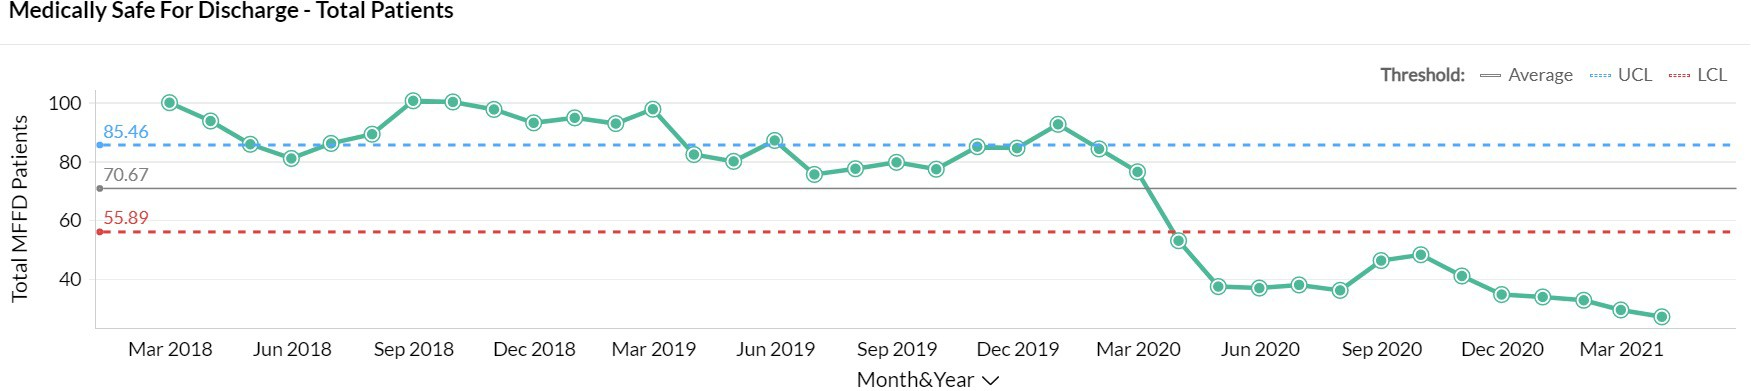 Medically Safe For Discharge - Total Patients
Threshold: Average UCL LCL
Total MFFD Patients
100
85.46
80
70.67
60
55.89
40
Mar 2018 Jun 2018 Sep 2018 Dec 2018 Mar 2019 Jun 2019 Sep 2019 Dec 2019 Mar 2020 Jun 2020 Sep 2020 Dec 2020 Mar 2021
Month&Year